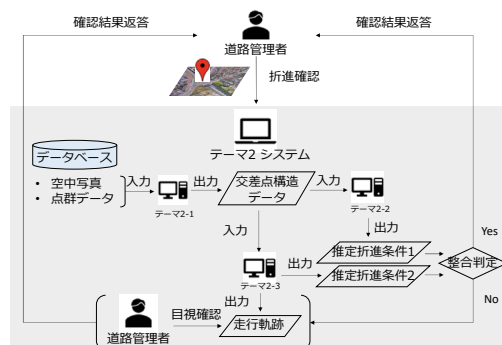 確認結果返答
確認結果返答
道路管理者
折進確認
テーマ2 システム
データベース
• 空中写真
• 点群データ
入力
テーマ2-1
出力
交差点構造
データ
入力
テーマ2-2
出力
入力
テーマ2-3
出力
推定折進条件1
推定折進条件2
整合判定
Yes
No
出力
道路管理者
目視確認
走行軌跡